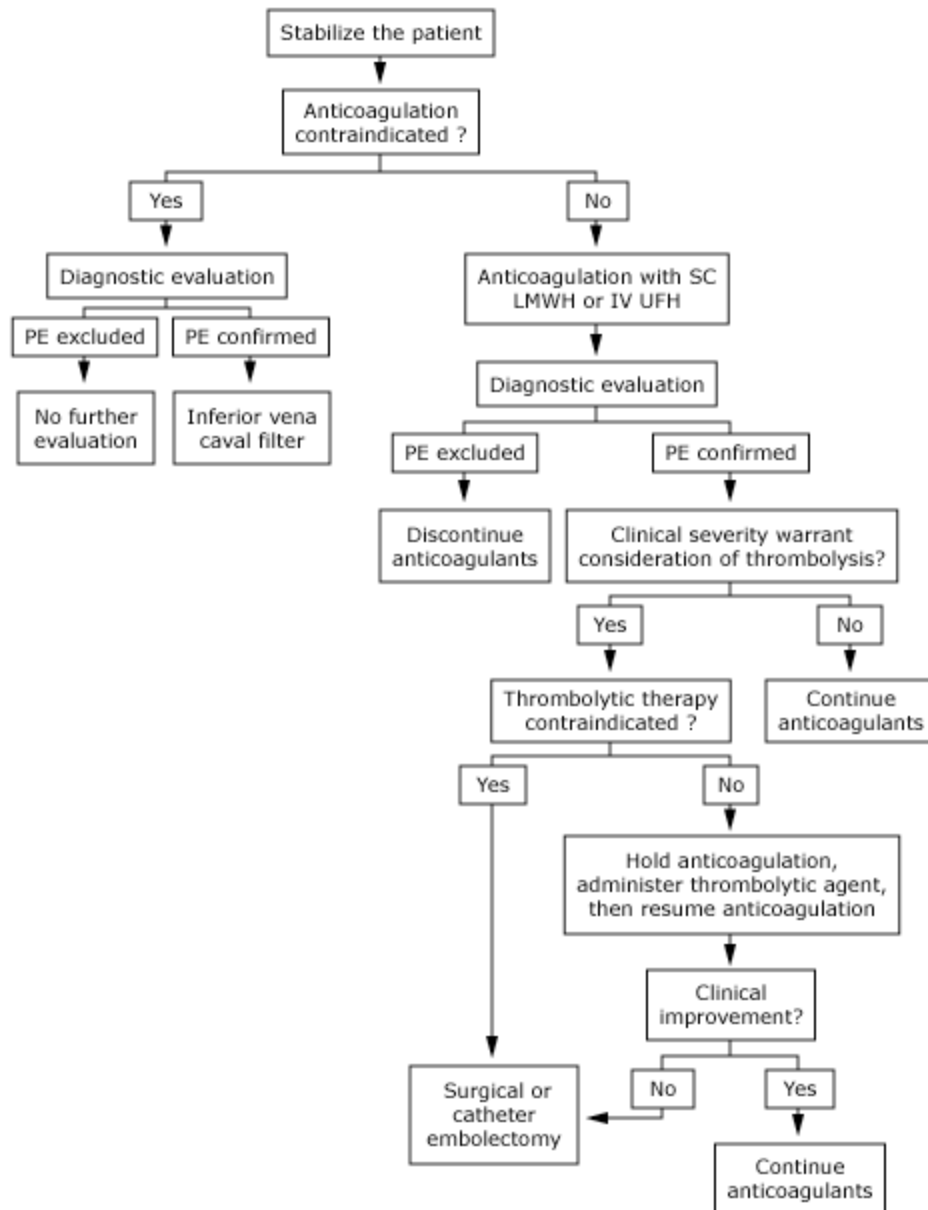 Stabilize the patient
Anticoagulation
contraindicated ?
Yes
No
Diagnostic evaluation
Anticoagulation with SC
LMWH or IV UFH
PE excluded
PE confirmed
Diagnostic evaluation
No further
evaluation
Inferior vena
caval filter
PE excluded
PE confirmed
Discontinue
anticoagulants
Clinical severity warrant
consideration of thrombolysis?
Yes
No
Thrombolytic therapy
contraindicated ?
Continue
anticoagulants
Yes
No
Hold anticoagulation,
administer thrombolytic agent,
then resume anticoagulation
Clinical
improvement?
No
Yes
Surgical or
catheter
embolectomy
Continue
anticoagulants